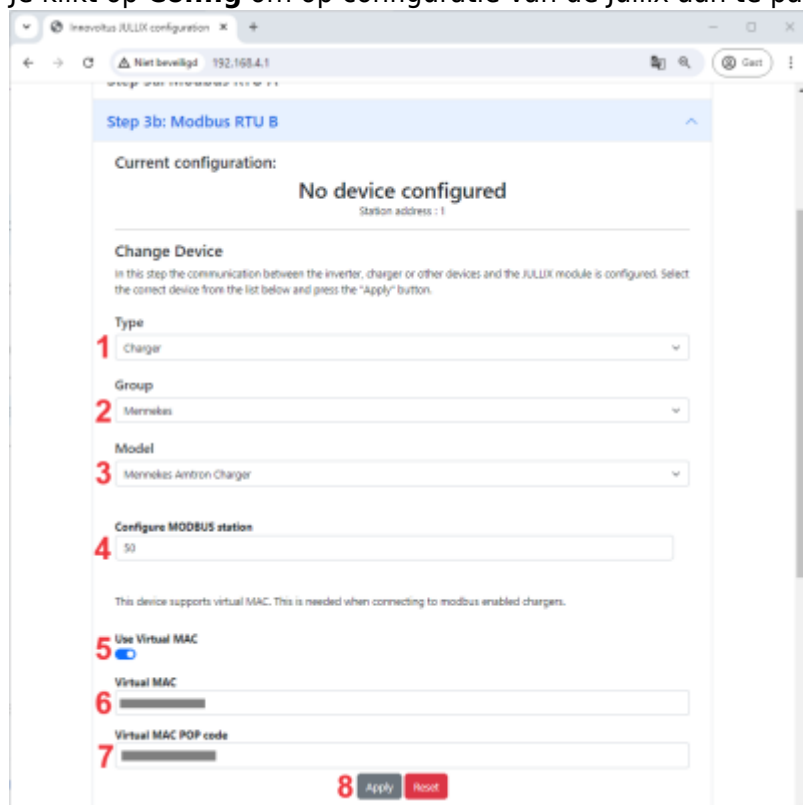 je klikt op Config om op configuratie van de jullix aan te pa
Innovoltus JULLIX configuration
Niet beveiligd 192.168.4.1 Gast
Step 3a: Modbus RTU A
Step 3b: Modbus RTU B
Current configuration:
No device configured
Station address : 1
Change Device
In this step the communication between the inverter, charger or other devices and the JULLIX module is configured. Select
the correct device from the list below and press the "Apply" button.
Type
1 Charger
Group
2 Mennekes
Model
3 Mennekes Amtron Charger
Configure MODBUS station
4 50
This device supports virtual MAC. This is needed when connecting to modbus enabled chargers.
5 Use Virtual MAC
Virtual MAC
6
Virtual MAC POP code
7
8 Apply Reset